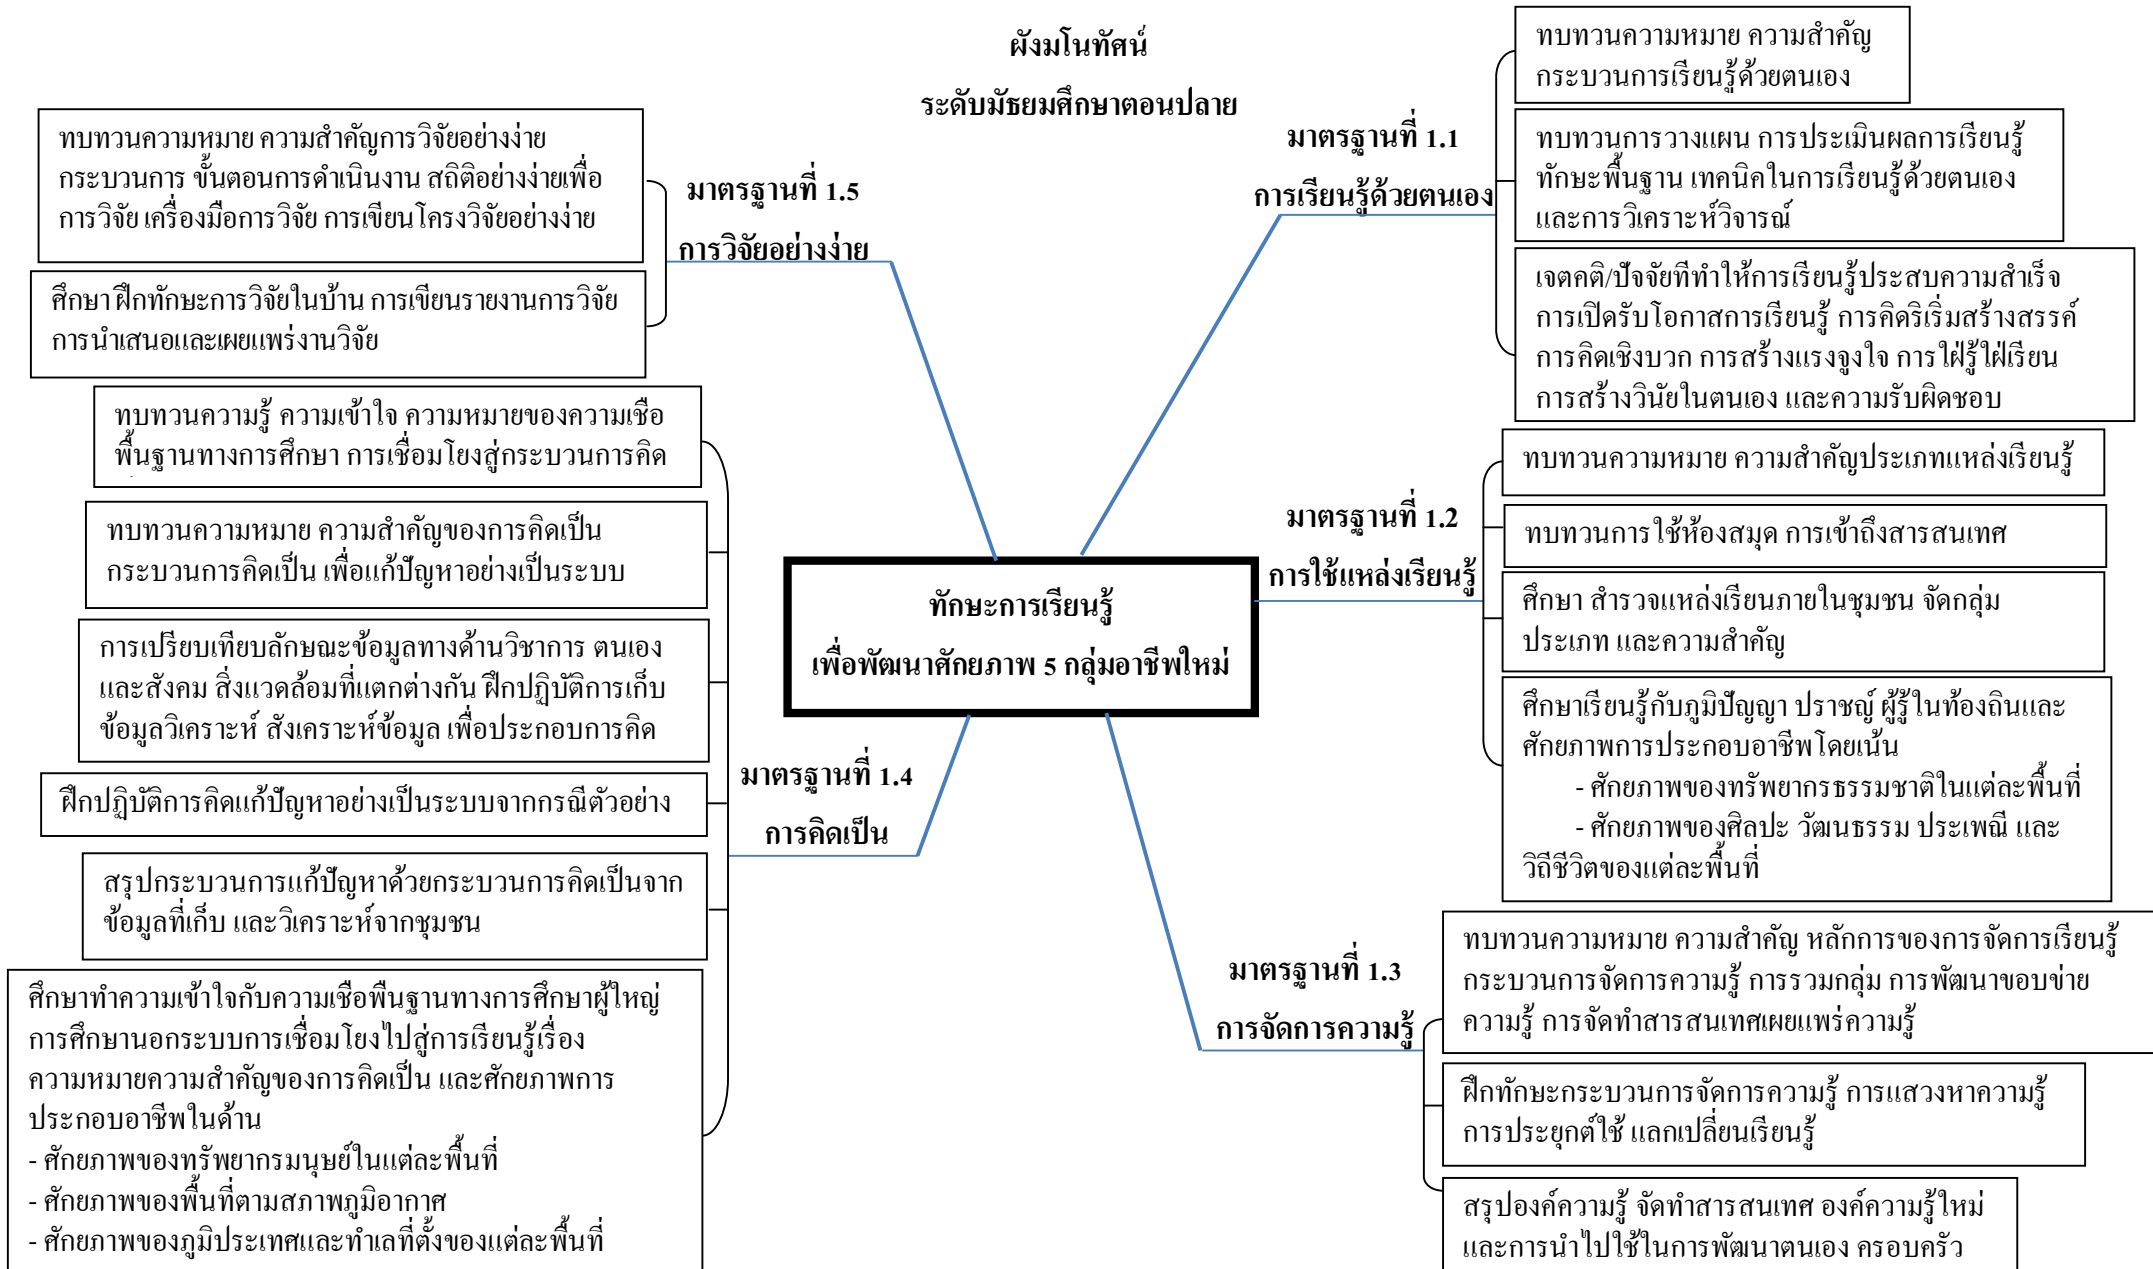 ผังมโนทัศน์
ระดับมัธยมศึกษาตอนปลาย
มาตรฐานที่ 1.1
การเรียนรู้ด้วยตนเอง
ทบทวนความหมาย ความสำคัญ
กระบวนการเรียนรู้ด้วยตนเอง
ทบทวนการวางแผน การประเมินผลการเรียนรู้
ทักษะพื้นฐาน เทคนิคในการเรียนรู้ด้วยตนเอง
และการวิเคราะห์วิจารณ์
เจตคติ/ปัจจัยที่ทำให้การเรียนรู้ประสบความสำเร็จ
การเปิดรับโอกาสการเรียนรู้ การคิดริเริ่มสร้างสรรค์
การคิดเชิงบวก การสร้างแรงจูงใจ การใฝ่รู้ใฝ่เรียน
การสร้างวินัยในตนเอง และความรับผิดชอบ
มาตรฐานที่ 1.2
การใช้แหล่งเรียนรู้
ทบทวนความหมาย ความสำคัญประเภทแหล่งเรียนรู้
ทบทวนการใช้ห้องสมุด การเข้าถึงสารสนเทศ
ศึกษา สำรวจแหล่งเรียนภายในชุมชน จัดกลุ่ม
ประเภท และความสำคัญ
ศึกษาเรียนรู้กับภูมิปัญญา ปราชญ์ ผู้รู้ในท้องถิ่นและ
ศักยภาพการประกอบอาชีพโดยเน้น
- ศักยภาพของทรัพยากรธรรมชาติในแต่ละพื้นที่
- ศักยภาพของศิลปะ วัฒนธรรม ประเพณี และ
วิถีชีวิตของแต่ละพื้นที่
มาตรฐานที่ 1.3
การจัดการความรู้
ทบทวนความหมาย ความสำคัญ หลักการของการจัดการเรียนรู้
กระบวนการจัดการความรู้ การรวมกลุ่ม การพัฒนาขอบข่าย
ความรู้ การจัดทำสารสนเทศเผยแพร่ความรู้
ฝึกทักษะกระบวนการจัดการความรู้ การแสวงหาความรู้
การประยุกต์ใช้ แลกเปลี่ยนเรียนรู้
สรุปองค์ความรู้ จัดทำสารสนเทศ องค์ความรู้ใหม่
และการนำไปใช้ในการพัฒนาตนเอง ครอบครัว
ทักษะการเรียนรู้
เพื่อพัฒนาศักยภาพ 5 กลุ่มอาชีพใหม่
มาตรฐานที่ 1.5
การวิจัยอย่างง่าย
ทบทวนความหมาย ความสำคัญการวิจัยอย่างง่าย
กระบวนการ ขั้นตอนการดำเนินงาน สถิติอย่างง่ายเพื่อ
การวิจัย เครื่องมือการวิจัย การเขียนโครงวิจัยอย่างง่าย
ศึกษา ฝึกทักษะการวิจัยในบ้าน การเขียนรายงานการวิจัย
การนำเสนอและเผยแพร่งานวิจัย
มาตรฐานที่ 1.4
การคิดเป็น
ทบทวนความรู้ ความเข้าใจ ความหมายของความเชื่อ
พื้นฐานทางการศึกษา การเชื่อมโยงสู่กระบวนการคิด
ทบทวนความหมาย ความสำคัญของการคิดเป็น
กระบวนการคิดเป็น เพื่อแก้ปัญหาอย่างเป็นระบบ
การเปรียบเทียบลักษณะข้อมูลทางด้านวิชาการ ตนเอง
และสังคม สิ่งแวดล้อมที่แตกต่างกัน ฝึกปฏิบัติการเก็บ
ข้อมูลวิเคราะห์ สังเคราะห์ข้อมูล เพื่อประกอบการคิด
ฝึกปฏิบัติการคิดแก้ปัญหาอย่างเป็นระบบจากกรณีตัวอย่าง
สรุปกระบวนการแก้ปัญหาด้วยกระบวนการคิดเป็นจาก
ข้อมูลที่เก็บ และวิเคราะห์จากชุมชน
ศึกษาทำความเข้าใจกับความเชื่อพื้นฐานทางการศึกษาผู้ใหญ่
การศึกษานอกระบบการเชื่อมโยงไปสู่การเรียนรู้เรื่อง
ความหมายความสำคัญของการคิดเป็น และศักยภาพการ
ประกอบอาชีพในด้าน
- ศักยภาพของทรัพยากรมนุษย์ในแต่ละพื้นที่
- ศักยภาพของพื้นที่ตามสภาพภูมิอากาศ
- ศักยภาพของภูมิประเทศและทำเลที่ตั้งของแต่ละพื้นที่